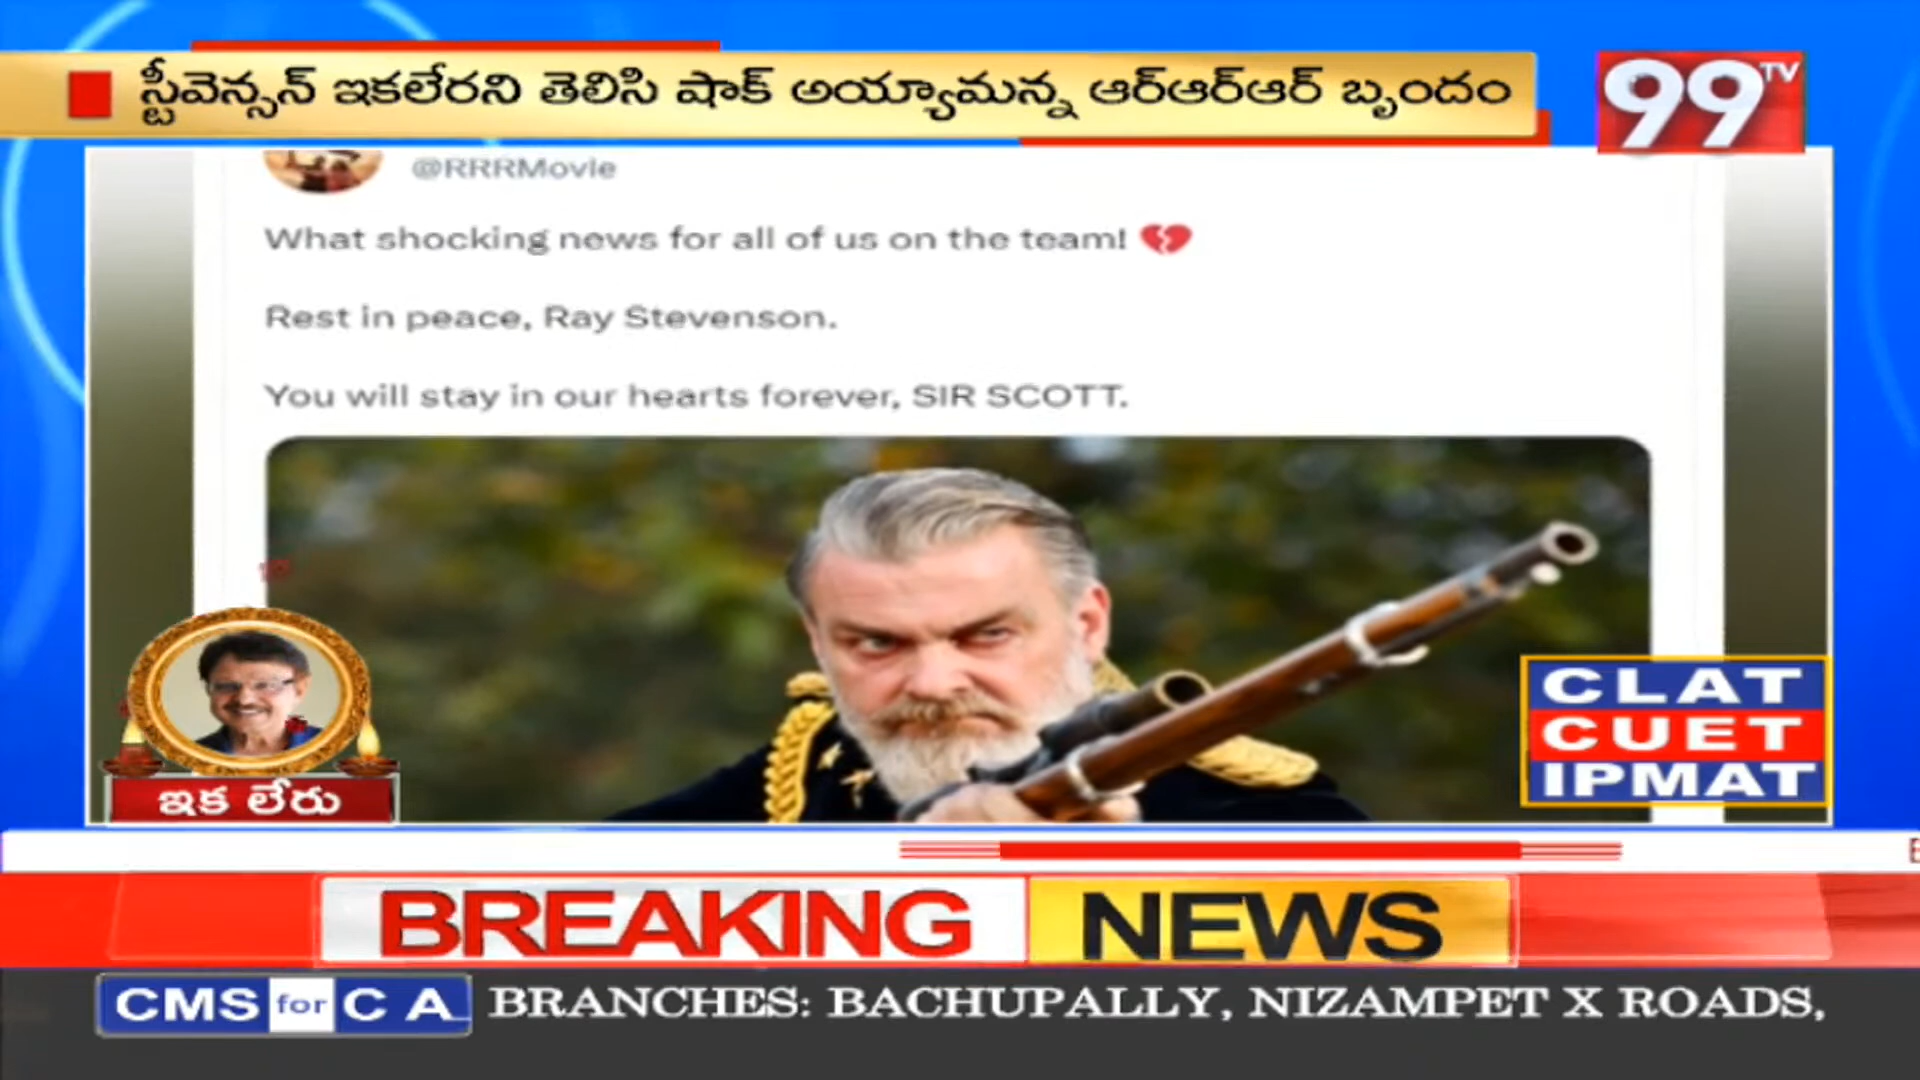 స్టీవెన్సన్ ఇకలేరని తెలిసి షాక్ అయ్యామన్న ఆర్ఆర్ఆర్ బృందం
99 TV
@RRRMovie
What shocking news for all of us on the team! 💔
Rest in peace, Ray Stevenson.
You will stay in our hearts forever, SIR SCOTT.
ఇక లేరు
CLAT
CUET
IPMAT
BREAKING NEWS
CMS for CA BRANCHES: BACHUPALLY, NIZAMPET X ROADS,